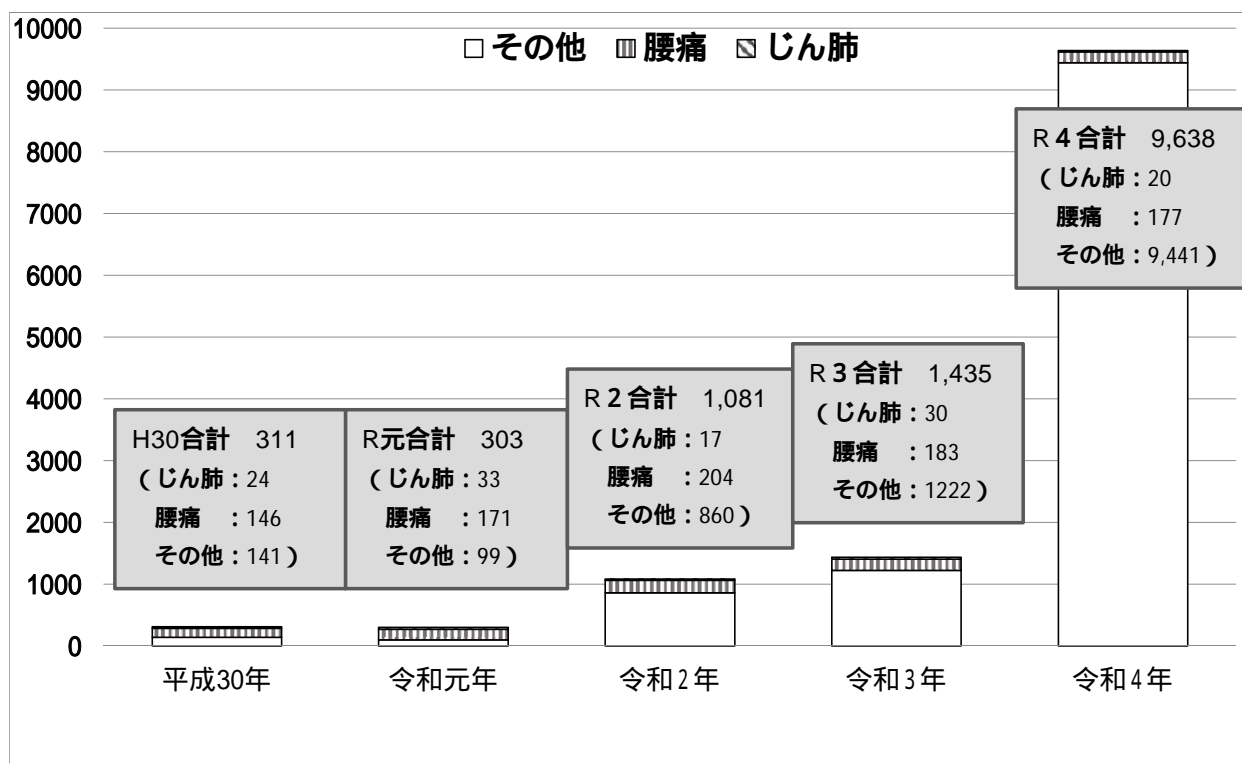 □その他 ▥腰痛 ▧じん肺
10000
9000
8000
7000
6000
5000
4000
3000
2000
1000
0
H30合計 311
(じん肺:24
腰痛 :146
その他:141)
R元合計 303
(じん肺:33
腰痛 :171
その他:99)
R2合計 1,081
(じん肺:17
腰痛 :204
その他:860)
R3合計 1,435
(じん肺:30
腰痛 :183
その他:1222)
R4合計 9,638
(じん肺:20
腰痛 :177
その他:9,441)
平成30年 令和元年 令和2年 令和3年 令和4年